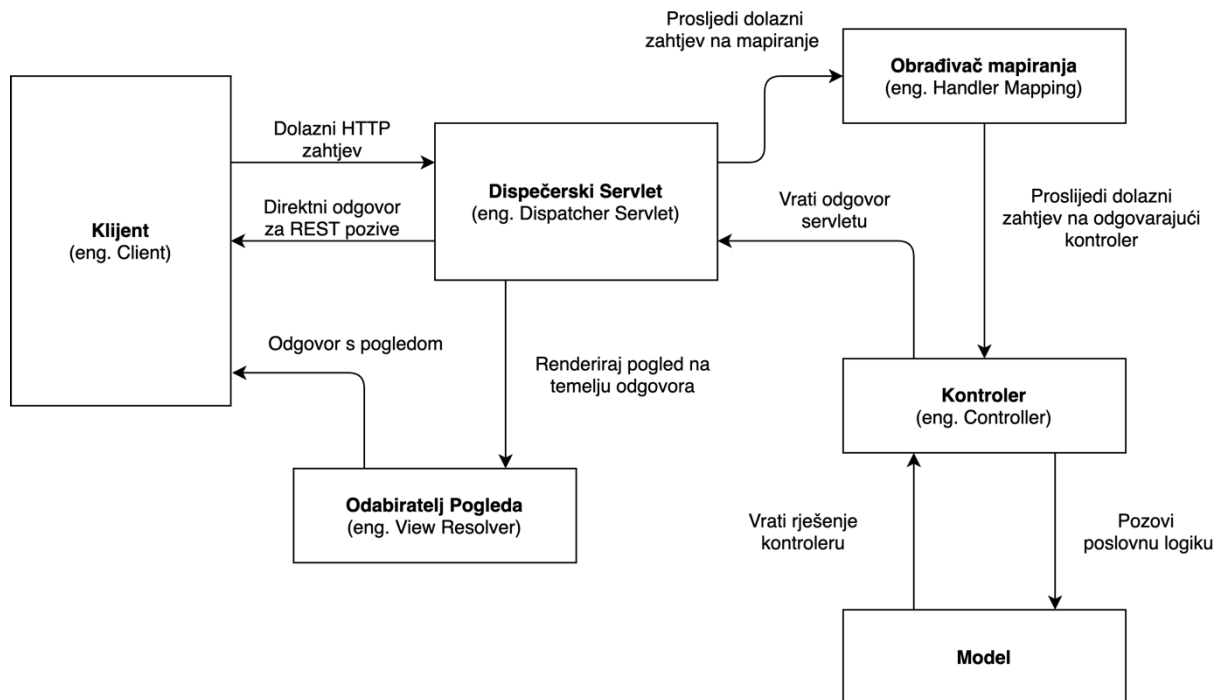 Prosljedi dolazni
zahtjev na mapiranje
Obrađivač mapiranja
(eng. Handler Mapping)
Dolazni HTTP
zahtjev
Dispečerski Servlet
(eng. Dispatcher Servlet)
Klijent
(eng. Client)
Direktni odgovor
za REST pozive
Vrati odgovor
servletu
Proslijedi dolazni
zahtjev na odgovarajući
kontroler
Odgovor s pogledom
Renderiraj pogled na
temelju odgovora
Kontroler
(eng. Controller)
Odabiratelj Pogleda
(eng. View Resolver)
Vrati rješenje
kontroleru
Pozovi
poslovnu logiku
Model